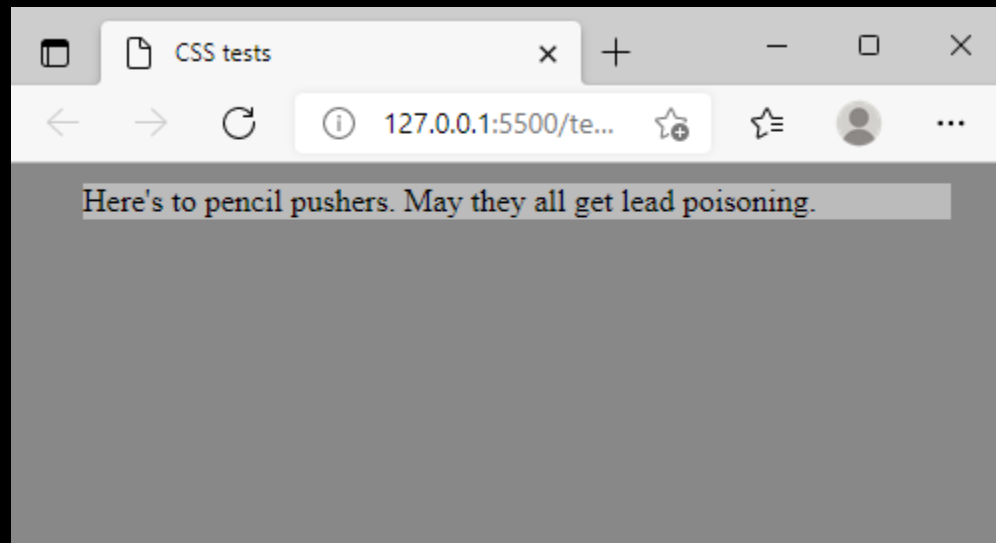 CSS tests
127.0.0.1:5500/te...
Here's to pencil pushers. May they all get lead poisoning.